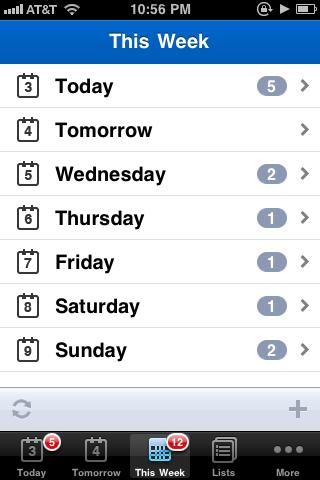 AT&T 10:56 PM
This Week
3 Today 5
4 Tomorrow
5 Wednesday 2
6 Thursday 1
7 Friday 1
8 Saturday 1
9 Sunday 2
3 5 4 12
Today Tomorrow This Week Lists More